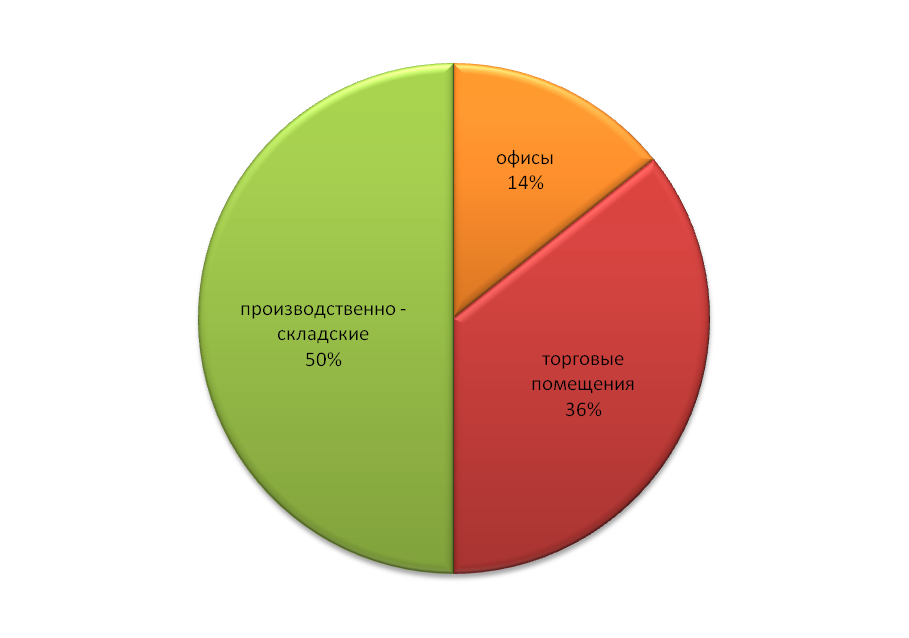 офисы
14%
производственно -
складские
50%
торговые
помещения
36%